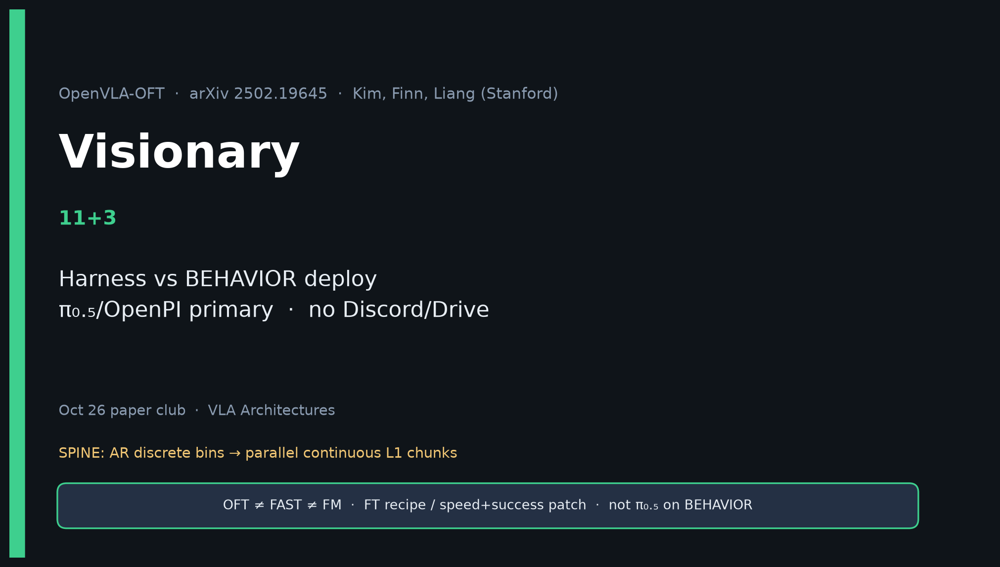 OpenVLA-OFT · arXiv 2502.19645 · Kim, Finn, Liang (Stanford)
Visionary
11+3
Harness vs BEHAVIOR deploy
π₀.₅/OpenPI primary · no Discord/Drive
Oct 26 paper club · VLA Architectures
SPINE: AR discrete bins → parallel continuous L1 chunks
OFT ≠ FAST ≠ FM · FT recipe / speed+success patch · not π₀.₅ on BEHAVIOR